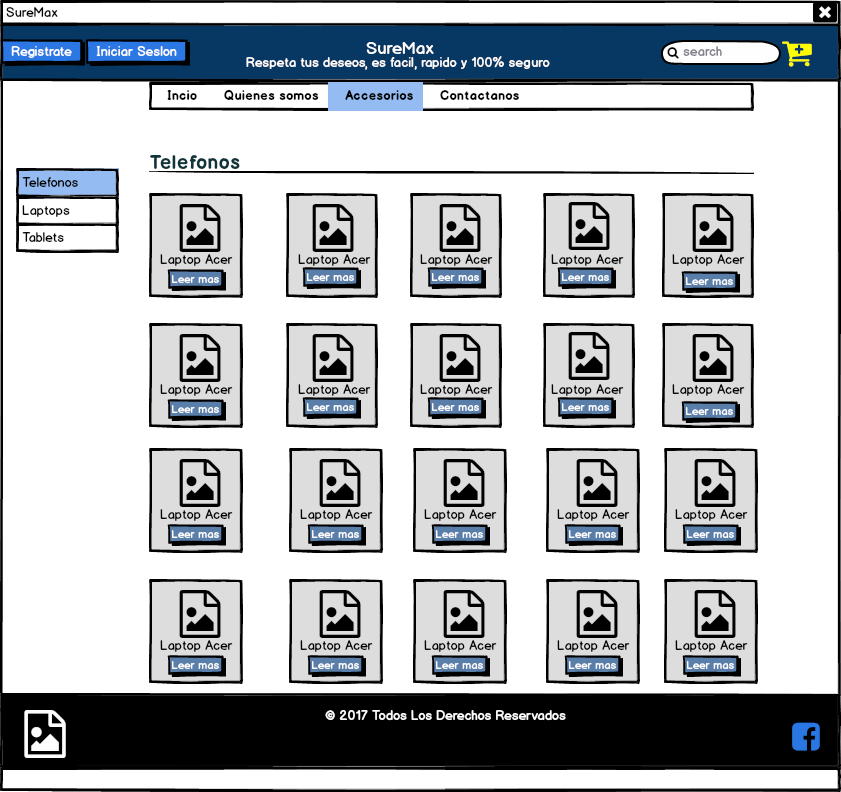 SureMax
Registrate
Iniciar SesIon
SureMax
Respeta tus deseos, es facil, rapido y 100% seguro
search
Incio
Quienes somos
Accesorios
Contactanos
Telefonos
Telefonos
Laptops
Tablets
Laptop Acer
Leer mas
Laptop Acer
Leer mas
Laptop Acer
Leer mas
Laptop Acer
Leer mas
Laptop Acer
Leer mas
Laptop Acer
Leer mas
Laptop Acer
Leer mas
Laptop Acer
Leer mas
Laptop Acer
Leer mas
Laptop Acer
Leer mas
Laptop Acer
Leer mas
Laptop Acer
Leer mas
Laptop Acer
Leer mas
Laptop Acer
Leer mas
Laptop Acer
Leer mas
Laptop Acer
Leer mas
Laptop Acer
Leer mas
Laptop Acer
Leer mas
Laptop Acer
Leer mas
Laptop Acer
Leer mas
© 2017 Todos Los Derechos Reservados